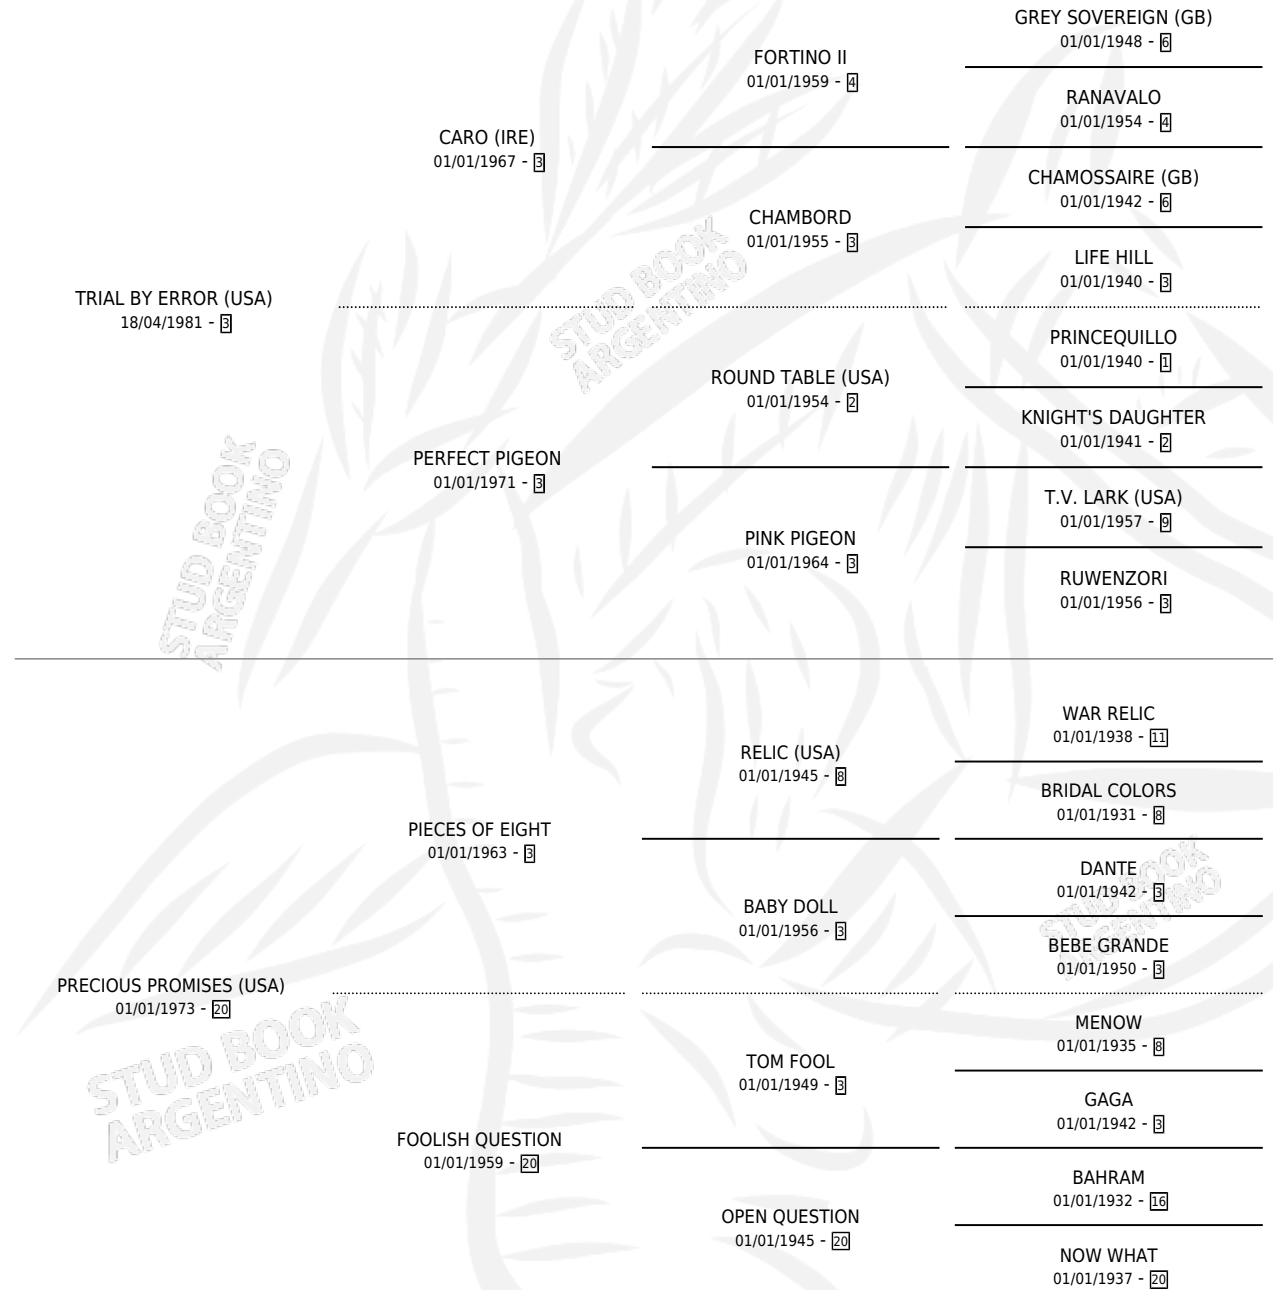 GREY SOVEREIGN (GB)
01/01/1948 - 6
FORTINO II
01/01/1959 - 4
RANAVALO
01/01/1954 - 4
CARO (IRE)
01/01/1967 - 3
CHAMOSSAIRE (GB)
01/01/1942 - 6
CHAMBORD
01/01/1955 - 3
LIFE HILL
01/01/1940 - 3
TRIAL BY ERROR (USA)
18/04/1981 - 3
PRINCEQUILLO
01/01/1940 - 1
ROUND TABLE (USA)
01/01/1954 - 2
KNIGHT'S DAUGHTER
01/01/1941 - 2
PERFECT PIGEON
01/01/1971 - 3
T.V. LARK (USA)
01/01/1957 - 9
PINK PIGEON
01/01/1964 - 3
RUWENZORI
01/01/1956 - 3
STUD BOOK
ARGENTINO
STUD BOOK
ARGENTINO
WAR RELIC
01/01/1938 - 11
RELIC (USA)
01/01/1945 - 8
BRIDAL COLORS
01/01/1931 - 8
PIECES OF EIGHT
01/01/1963 - 3
DANTE
01/01/1942 - 3
BABY DOLL
01/01/1956 - 3
BEBE GRANDE
01/01/1950 - 3
STUD BOOK
ARGENTINO
PRECIOUS PROMISES (USA)
01/01/1973 - 20
MENOW
01/01/1935 - 8
TOM FOOL
01/01/1949 - 3
GAGA
01/01/1942 - 3
FOOLISH QUESTION
01/01/1959 - 20
BAHRAM
01/01/1932 - 16
OPEN QUESTION
01/01/1945 - 20
NOW WHAT
01/01/1937 - 20
STUD BOOK
ARGENTINO